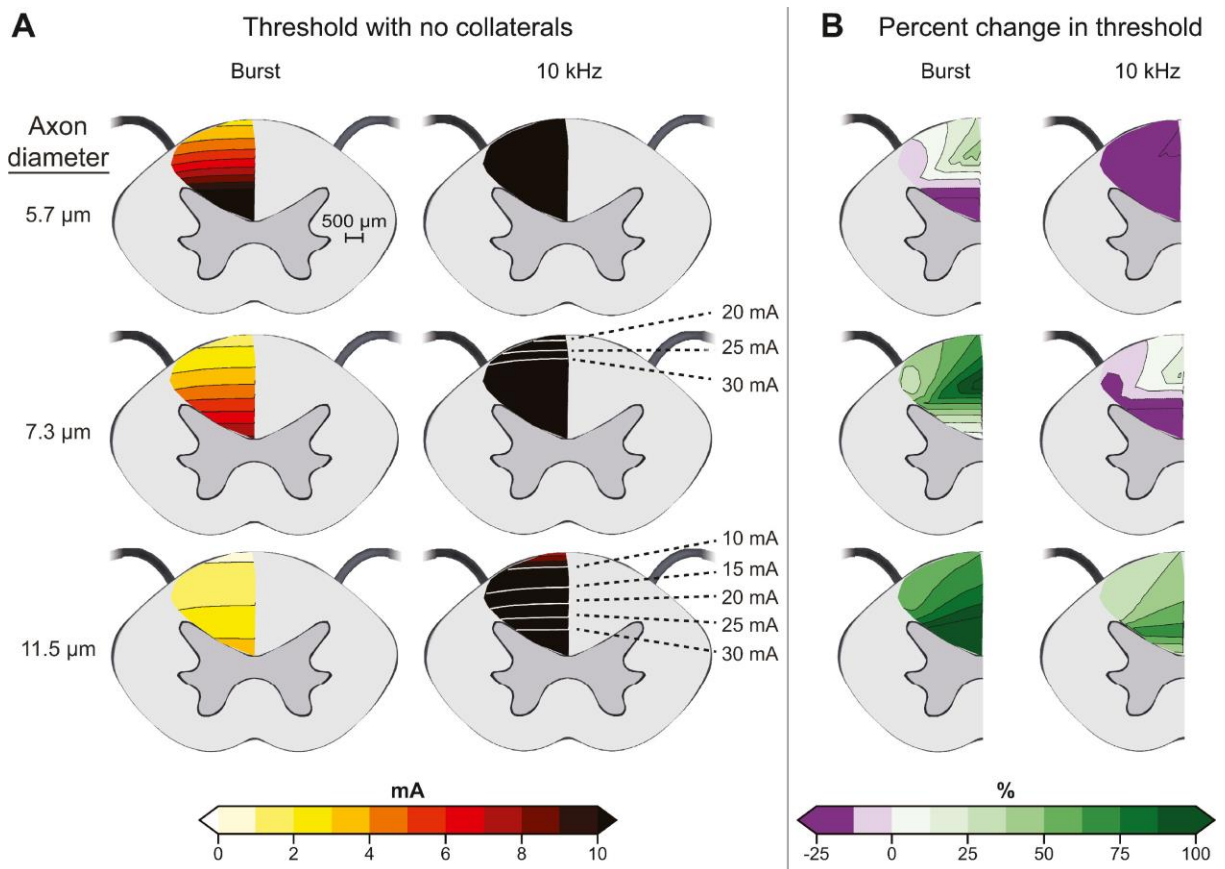 A Threshold with no collaterals
Burst 10 kHz
Axon
diameter
5.7 µm
500 µm
7.3 µm
20 mA
25 mA
30 mA
11.5 µm
10 mA
15 mA
20 mA
25 mA
30 mA
mA
0 2 4 6 8 10
B Percent change in threshold
Burst 10 kHz
%
-25 0 25 50 75 100